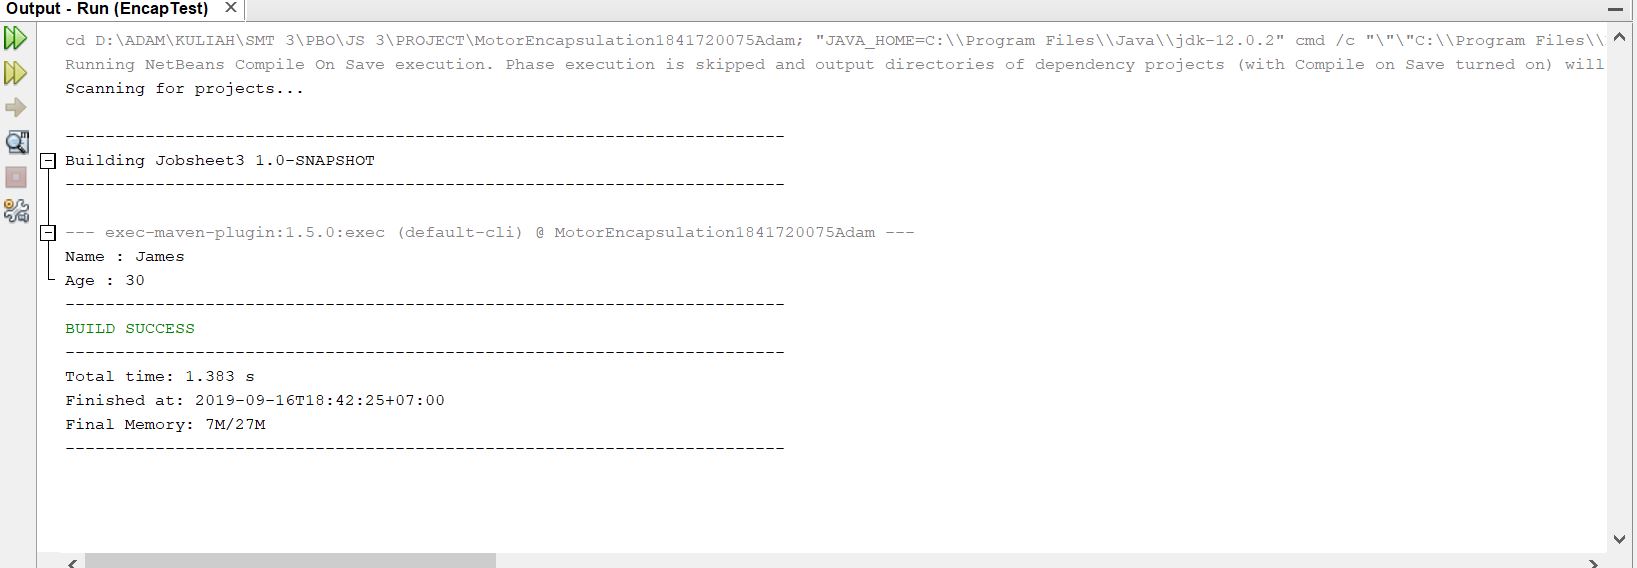 Output - Run (EncapTest)
cd D:\ADAM\KULIAH\SMT 3\PBO\JS 3\PROJECT\MotorEncapsulation1841720075Adam; "JAVA_HOME=C:\\Program Files\\Java\\jdk-12.0.2" cmd /c "\"\"C:\\Program Files\\
Running NetBeans Compile On Save execution. Phase execution is skipped and output directories of dependency projects (with Compile on Save turned on) will
Scanning for projects...
------------------------------------------------------------------------
Building Jobsheet3 1.0-SNAPSHOT
------------------------------------------------------------------------
--- exec-maven-plugin:1.5.0:exec (default-cli) @ MotorEncapsulation1841720075Adam ---
Name : James
Age : 30
------------------------------------------------------------------------
BUILD SUCCESS
------------------------------------------------------------------------
Total time: 1.383 s
Finished at: 2019-09-16T18:42:25+07:00
Final Memory: 7M/27M
------------------------------------------------------------------------